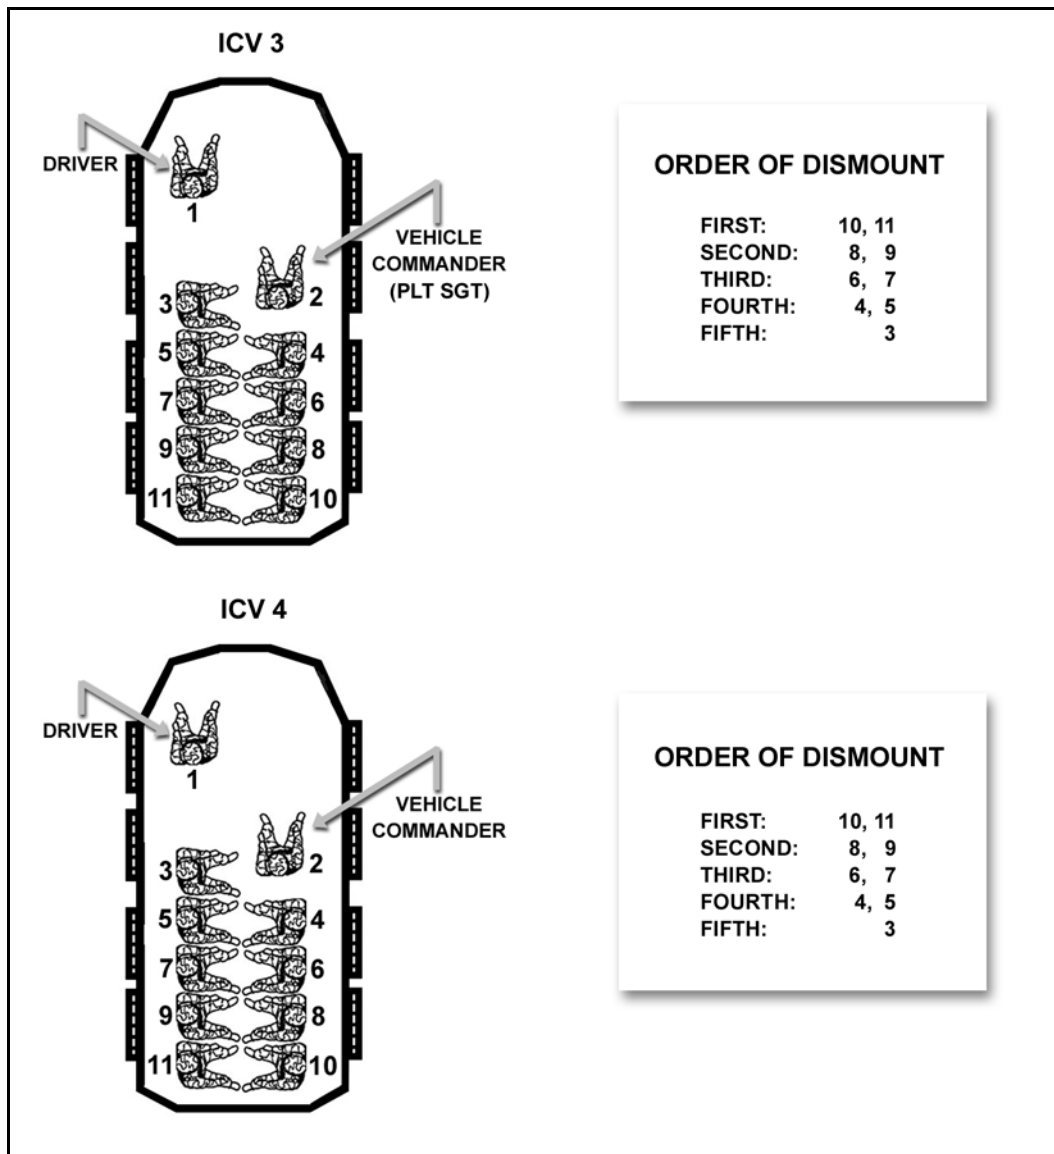 ICV 3
DRIVER
1
VEHICLE
COMMANDER
(PLT SGT)
2
3
5 4
7 6
9 8
11 10
ORDER OF DISMOUNT
FIRST: 10, 11
SECOND: 8, 9
THIRD: 6, 7
FOURTH: 4, 5
FIFTH: 3
ICV 4
DRIVER
1
VEHICLE
COMMANDER
2
3
5 4
7 6
9 8
11 10
ORDER OF DISMOUNT
FIRST: 10, 11
SECOND: 8, 9
THIRD: 6, 7
FOURTH: 4, 5
FIFTH: 3